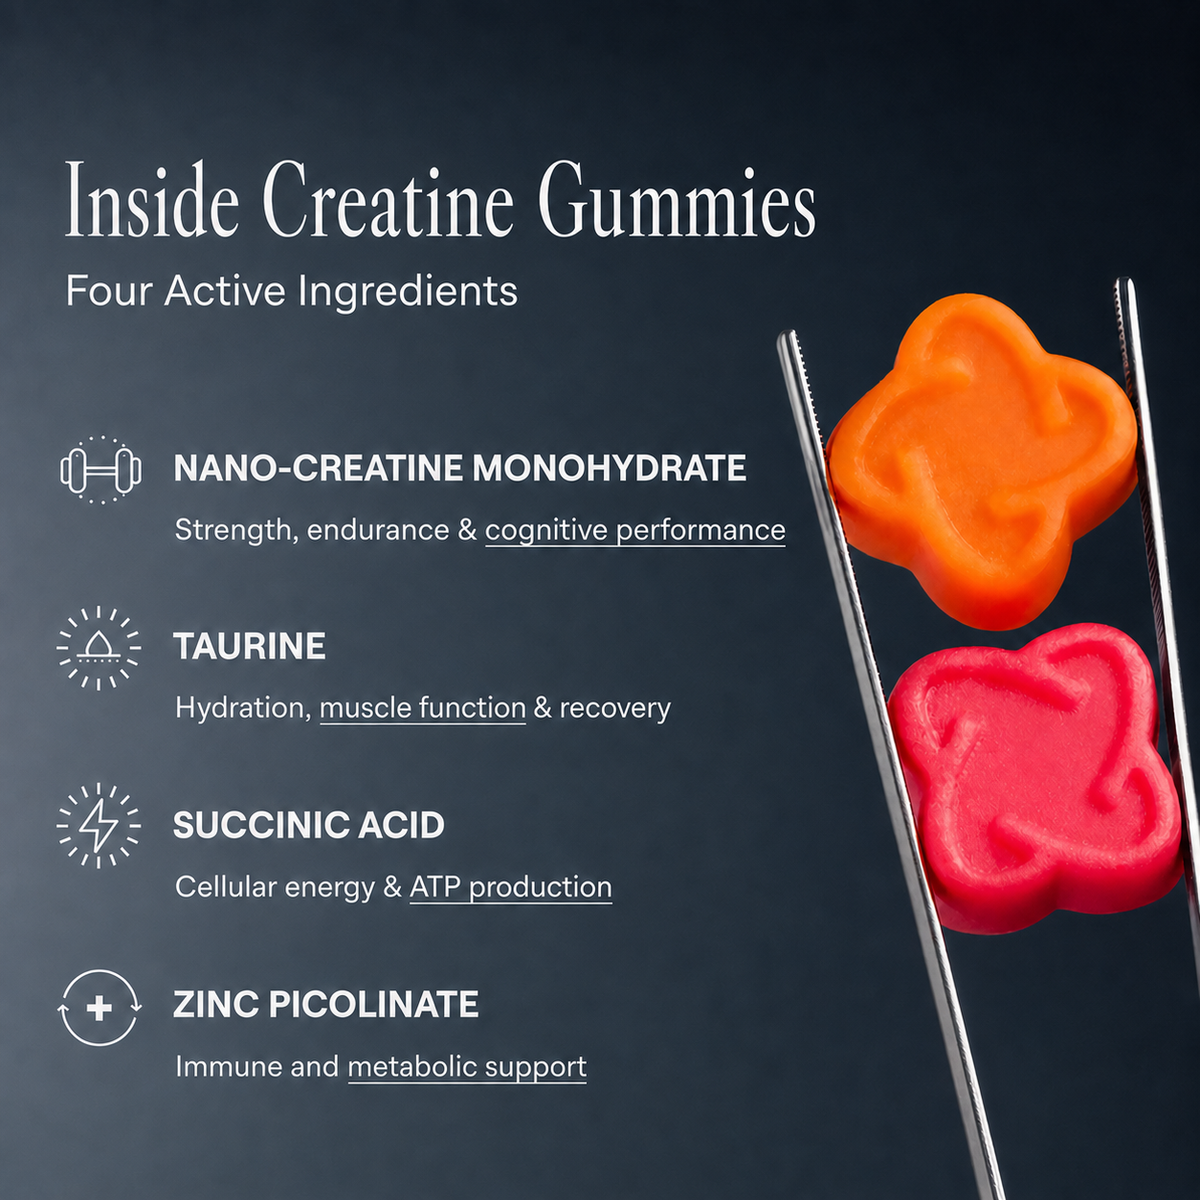 Inside Creatine Gummies
Four Active Ingredients
NANO-CREATINE MONOHYDRATE
Strength, endurance & cognitive performance
TAURINE
Hydration, muscle function & recovery
SUCCINIC ACID
Cellular energy & ATP production
ZINC PICOLINATE
Immune and metabolic support